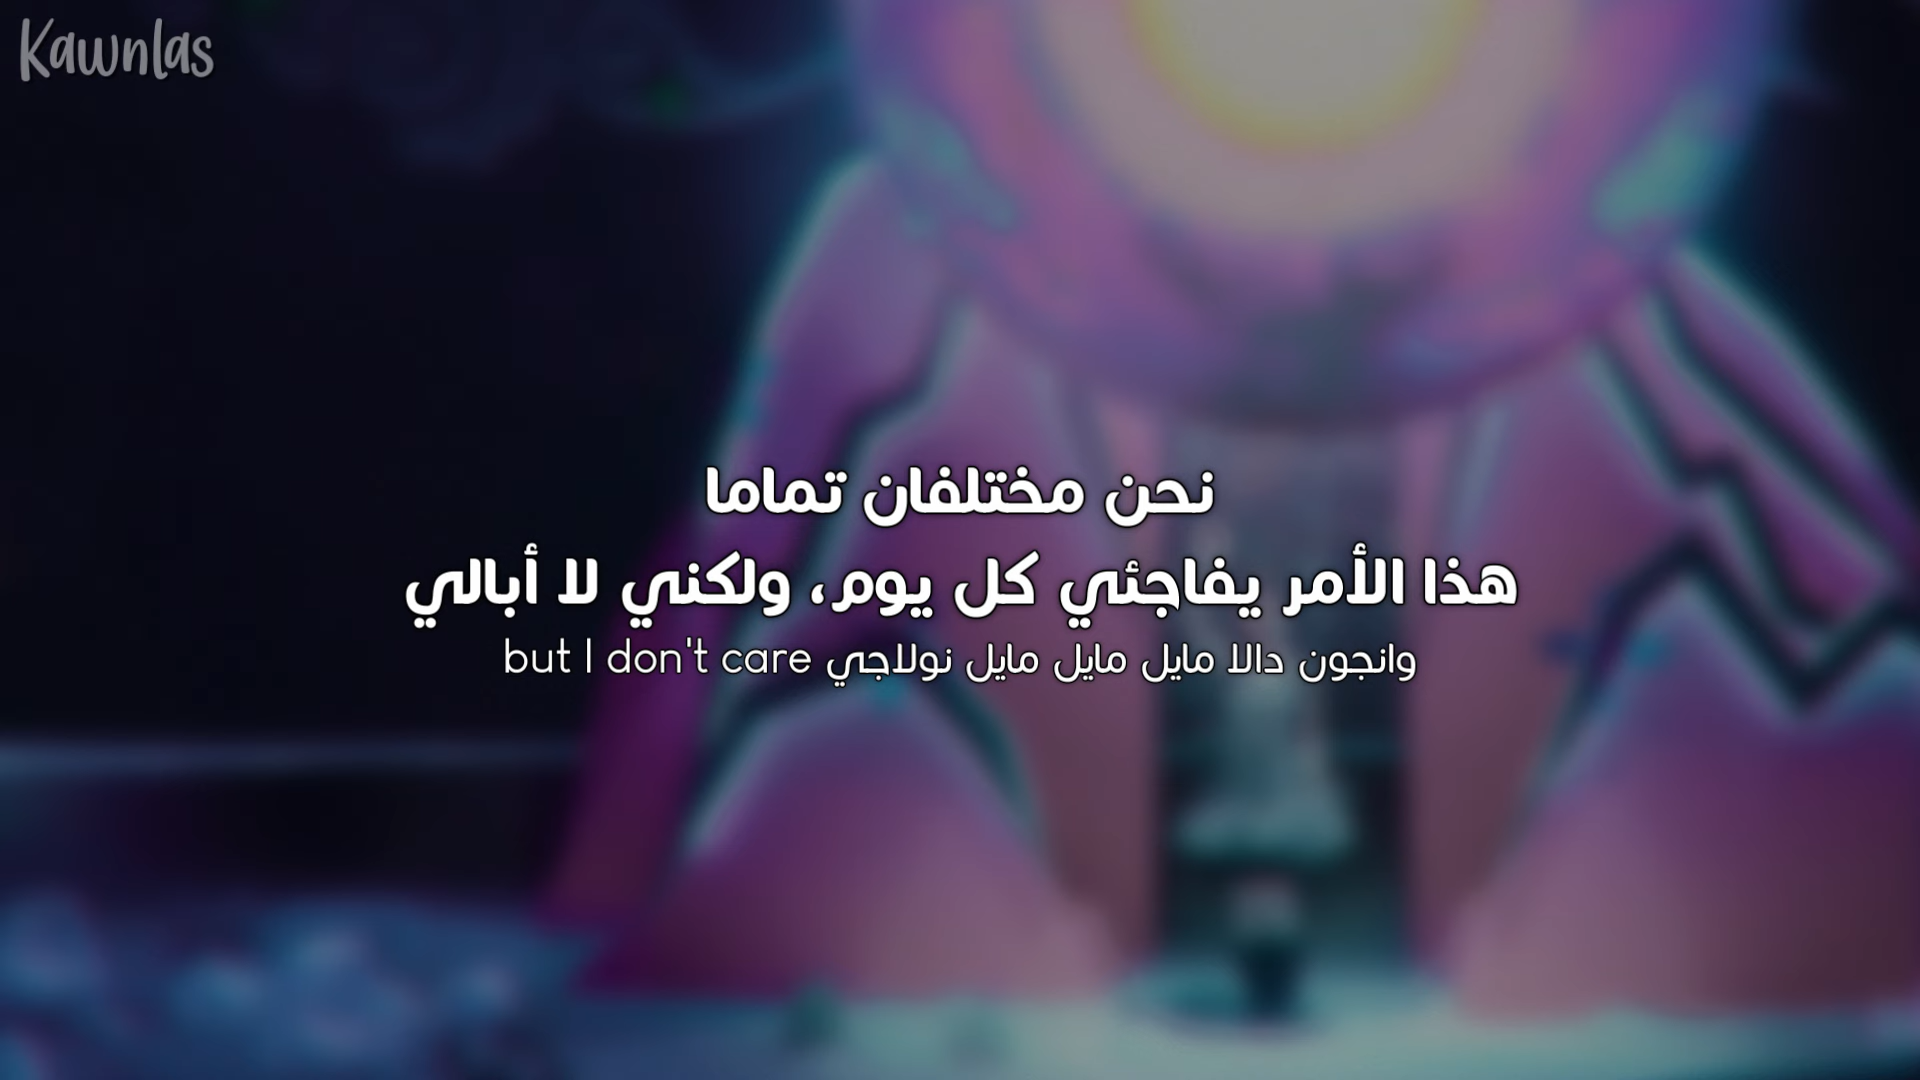 Kawnlas
نحن مختلفان تماما
هذا الأمر يفاجئني كل يوم، ولكني لا أبالي
وانجون دالا مايل مايل مايل نولاجي but I don't care